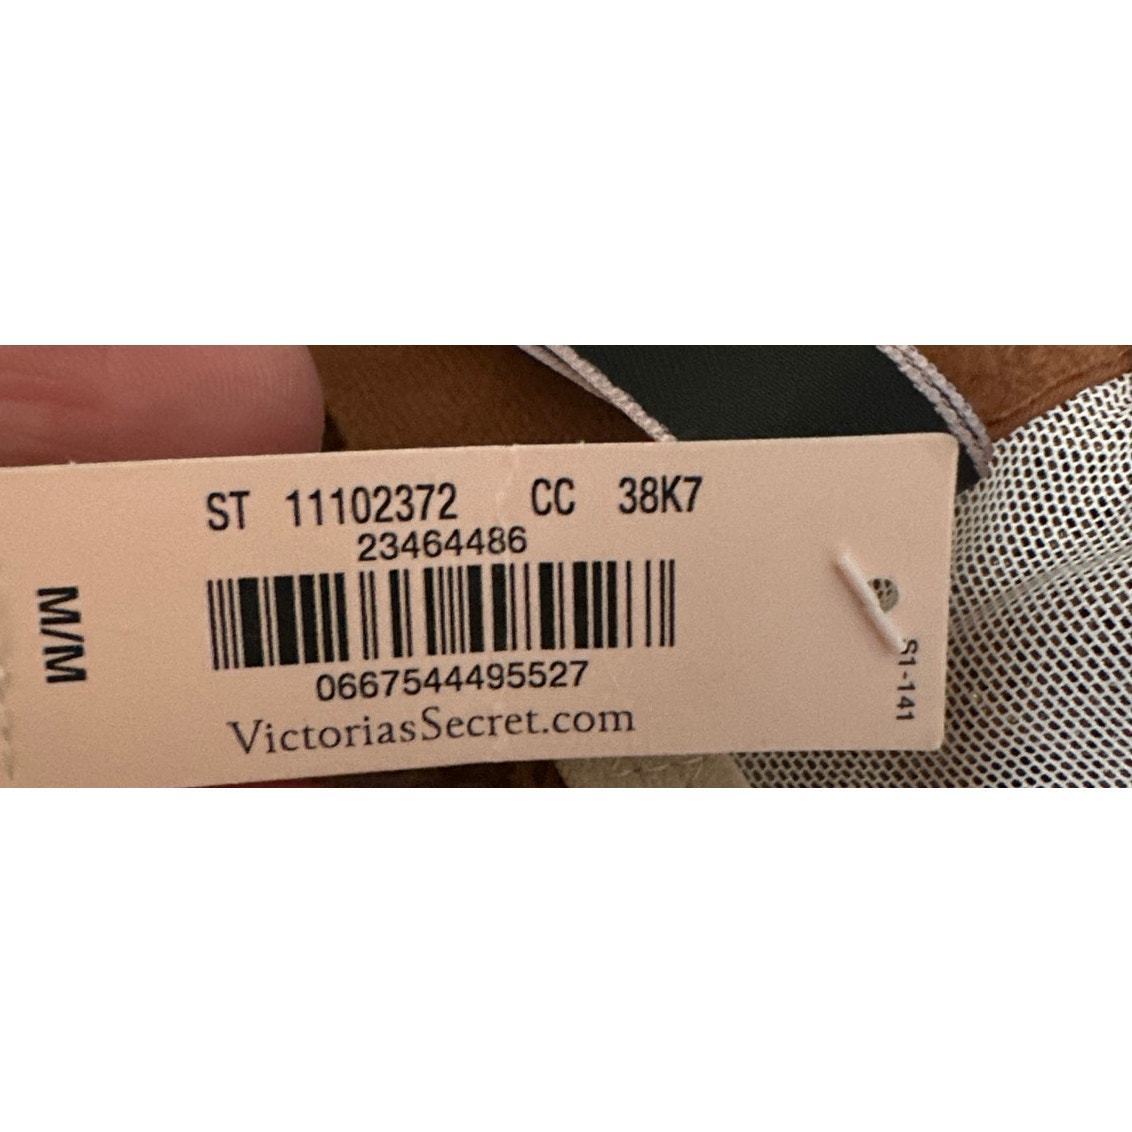 ST 11102372 CC 38K7
23464486
0667544495527
VictoriasSecret.com
M/M
S1-141